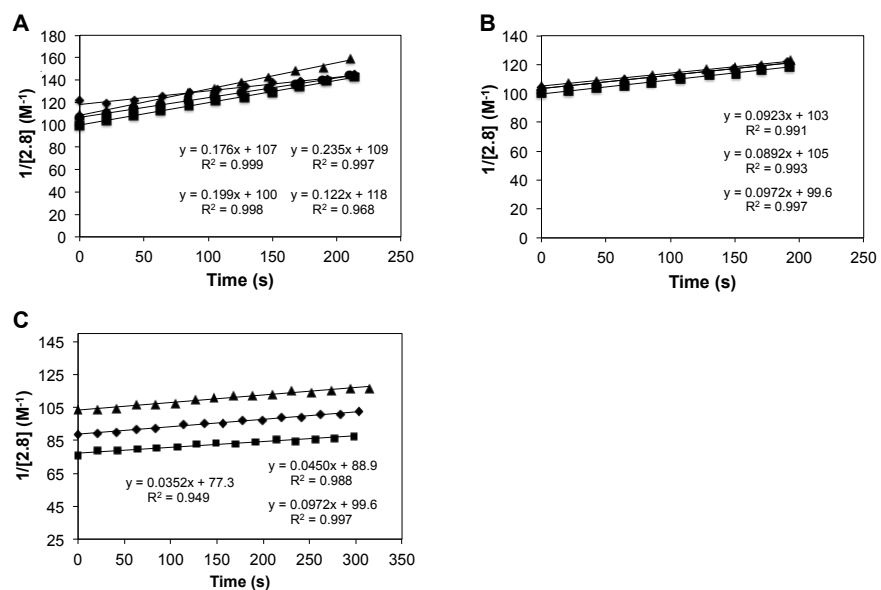 A
180
160
140
120
100
80
60
40
20
0
1/[2.8] (M⁻¹)
y = 0.176x + 107
R² = 0.999
y = 0.235x + 109
R² = 0.997
y = 0.199x + 100
R² = 0.998
y = 0.122x + 118
R² = 0.968
0 50 100 150 200 250
Time (s)
B
140
120
100
80
60
40
20
0
1/[2.8] (M⁻¹)
y = 0.0923x + 103
R² = 0.991
y = 0.0892x + 105
R² = 0.993
y = 0.0972x + 99.6
R² = 0.997
0 50 100 150 200 250
Time (s)
C
145
125
105
85
65
45
25
1/[2.8] (M⁻¹)
y = 0.0352x + 77.3
R² = 0.949
y = 0.0450x + 88.9
R² = 0.988
y = 0.0972x + 99.6
R² = 0.997
0 50 100 150 200 250 300 350
Time (s)